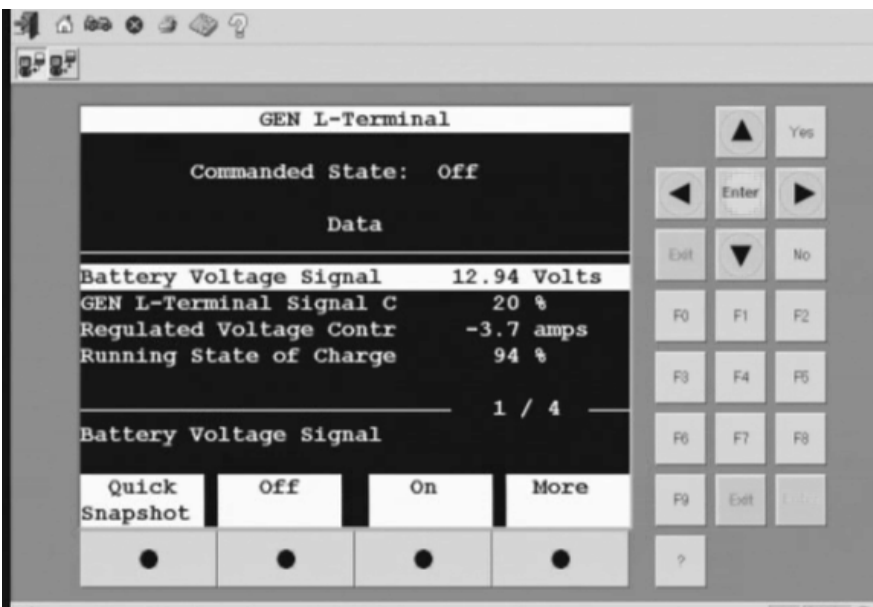 GEN L-Terminal
Commanded State: Off
Data
Battery Voltage Signal 12.94 Volts
GEN L-Terminal Signal C 20 %
Regulated Voltage Contr -3.7 amps
Running State of Charge 94 %
1 / 4
Battery Voltage Signal
Quick Snapshot
Off
On
More
Yes
Enter
Exit
No
F0
F1
F2
F3
F4
F5
F6
F7
F8
F9
Exit
?